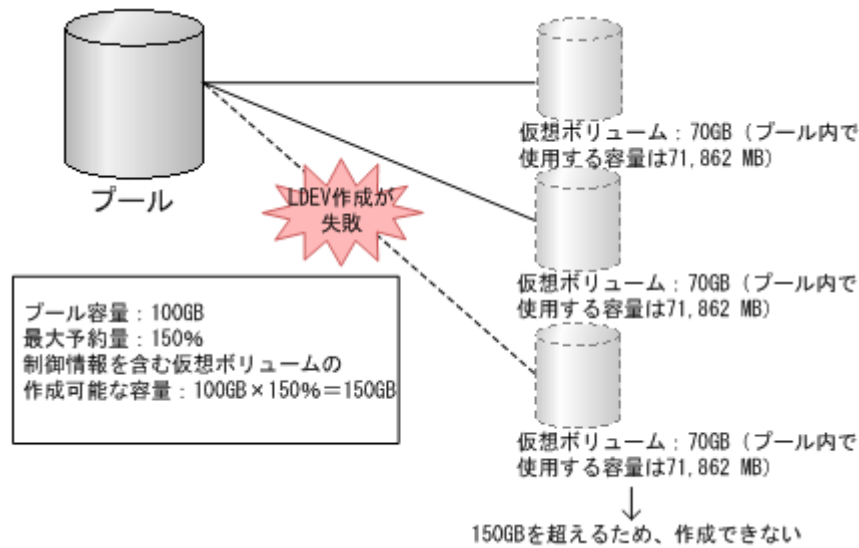 プール
LDEV作成が
失敗
仮想ボリューム：70GB（プール内で
使用する容量は71,862 MB）
仮想ボリューム：70GB（プール内で
使用する容量は71,862 MB）
プール容量：100GB
最大予約量：150%
制御情報を含む仮想ボリュームの
作成可能な容量：100GB×150%＝150GB
仮想ボリューム：70GB（プール内で
使用する容量は71,862 MB）
150GBを超えるため、作成できない